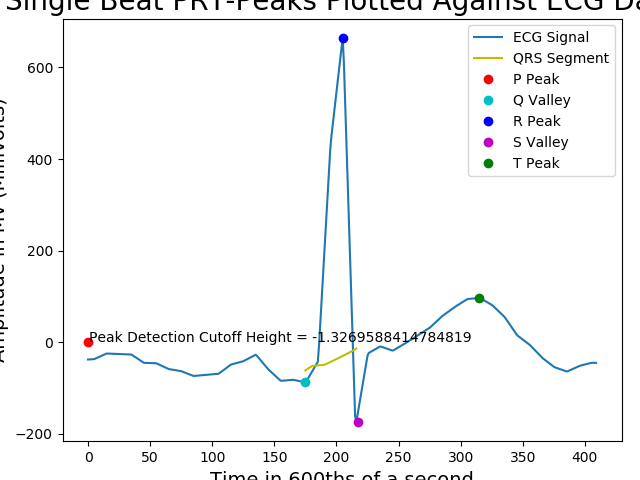 Single Beat PRT-Peaks Plotted Against ECG Da
ECG Signal
QRS Segment
P Peak
Q Valley
R Peak
S Valley
T Peak
Peak Detection Cutoff Height = -1.3269588414784819
600
400
200
0
−200
0 50 100 150 200 250 300 350 400
Amplitude in MV (MilliVolts)
Time in 600ths of a second